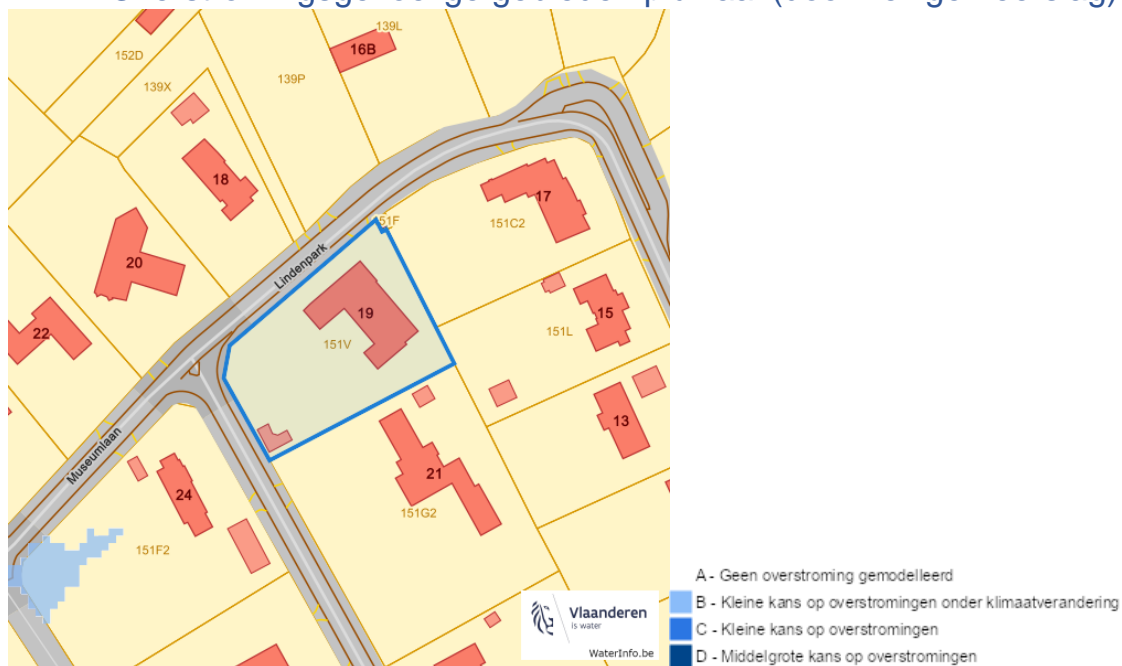 139L
16B
152D
139P
139X
18
17
151F
151C2
Lindenpark
20
19
15
22
151V
151L
13
Museumlaan
21
24
151G2
151F2
A - Geen overstroming gemodelleerd
B - Kleine kans op overstromingen onder klimaatverandering
Vlaanderen
is water
C - Kleine kans op overstromingen
WaterInfo.be
D - Middelgrote kans op overstromingen